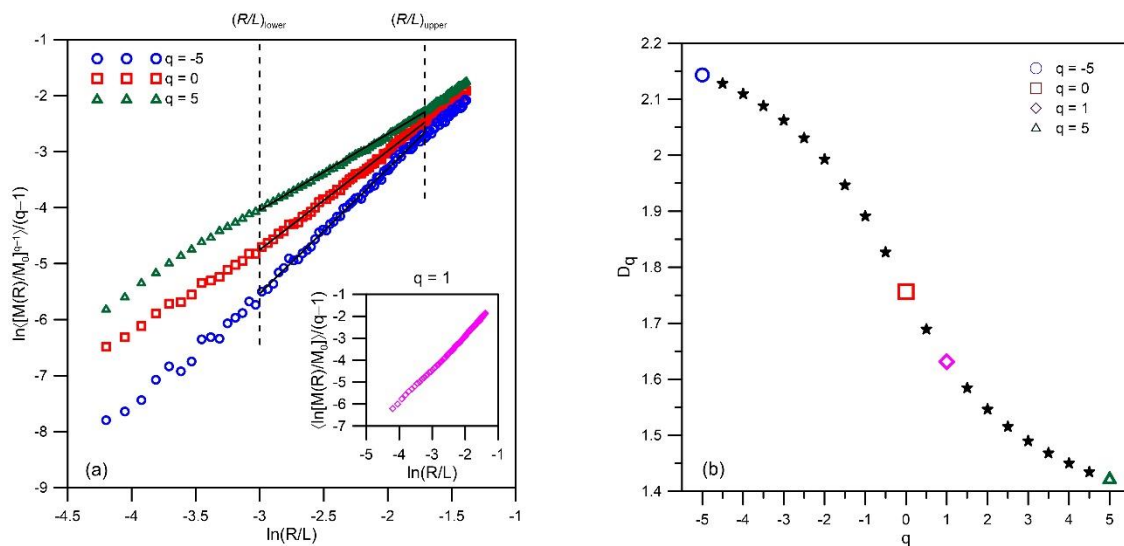 (R/L)lower
(R/L)upper
q = -5
q = 0
q = 5
-1
-2
-3
-4
-5
-6
-7
-8
-9
ln⟨[M(R)/M₀]^(q−1)⟩/(q−1)
(a)
-4.5
-4
-3.5
-3
-2.5
-2
-1.5
-1
ln(R/L)
q = 1
-1
-2
-3
-4
-5
-6
-7
⟨ln[M(R)/M₀]⟩/(q−1)
-5
-4
-3
-2
-1
ln(R/L)
2.2
2.1
2
1.9
1.8
1.7
1.6
1.5
1.4
Dq
q = -5
q = 0
q = 1
q = 5
(b)
-5
-4
-3
-2
-1
0
1
2
3
4
5
q